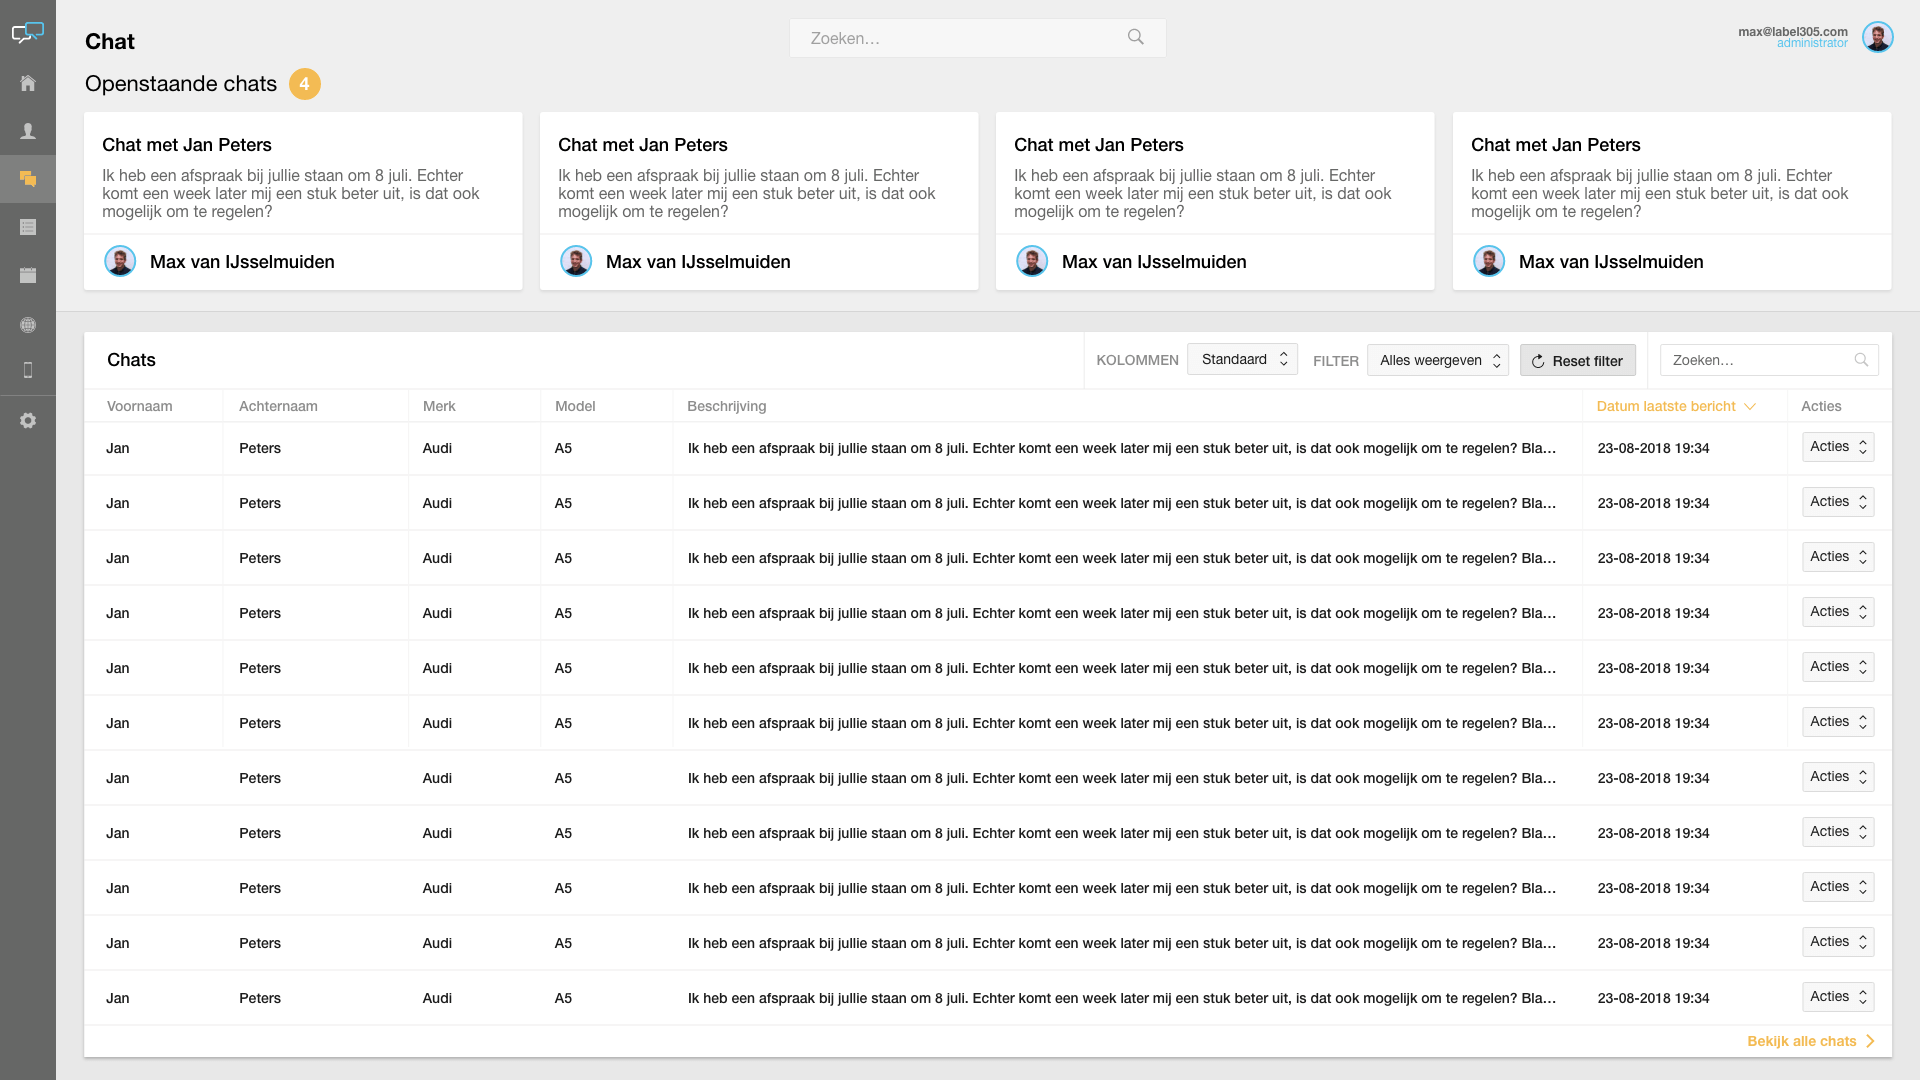 Chat
Zoeken...
max@label305.com
administrator
Openstaande chats 4
Chat met Jan Peters
Ik heb een afspraak bij jullie staan om 8 juli. Echter
komt een week later mij een stuk beter uit, is dat ook
mogelijk om te regelen?
Max van IJsselmuiden
Chat met Jan Peters
Ik heb een afspraak bij jullie staan om 8 juli. Echter
komt een week later mij een stuk beter uit, is dat ook
mogelijk om te regelen?
Max van IJsselmuiden
Chat met Jan Peters
Ik heb een afspraak bij jullie staan om 8 juli. Echter
komt een week later mij een stuk beter uit, is dat ook
mogelijk om te regelen?
Max van IJsselmuiden
Chat met Jan Peters
Ik heb een afspraak bij jullie staan om 8 juli. Echter
komt een week later mij een stuk beter uit, is dat ook
mogelijk om te regelen?
Max van IJsselmuiden
Chats KOLOMMEN Standaard FILTER Alles weergeven Reset filter Zoeken...
Voornaam Achternaam Merk Model Beschrijving Datum laatste bericht Acties
Jan Peters Audi A5 Ik heb een afspraak bij jullie staan om 8 juli. Echter komt een week later mij een stuk beter uit, is dat ook mogelijk om te regelen? Bla... 23-08-2018 19:34 Acties
Jan Peters Audi A5 Ik heb een afspraak bij jullie staan om 8 juli. Echter komt een week later mij een stuk beter uit, is dat ook mogelijk om te regelen? Bla... 23-08-2018 19:34 Acties
Jan Peters Audi A5 Ik heb een afspraak bij jullie staan om 8 juli. Echter komt een week later mij een stuk beter uit, is dat ook mogelijk om te regelen? Bla... 23-08-2018 19:34 Acties
Jan Peters Audi A5 Ik heb een afspraak bij jullie staan om 8 juli. Echter komt een week later mij een stuk beter uit, is dat ook mogelijk om te regelen? Bla... 23-08-2018 19:34 Acties
Jan Peters Audi A5 Ik heb een afspraak bij jullie staan om 8 juli. Echter komt een week later mij een stuk beter uit, is dat ook mogelijk om te regelen? Bla... 23-08-2018 19:34 Acties
Jan Peters Audi A5 Ik heb een afspraak bij jullie staan om 8 juli. Echter komt een week later mij een stuk beter uit, is dat ook mogelijk om te regelen? Bla... 23-08-2018 19:34 Acties
Jan Peters Audi A5 Ik heb een afspraak bij jullie staan om 8 juli. Echter komt een week later mij een stuk beter uit, is dat ook mogelijk om te regelen? Bla... 23-08-2018 19:34 Acties
Jan Peters Audi A5 Ik heb een afspraak bij jullie staan om 8 juli. Echter komt een week later mij een stuk beter uit, is dat ook mogelijk om te regelen? Bla... 23-08-2018 19:34 Acties
Jan Peters Audi A5 Ik heb een afspraak bij jullie staan om 8 juli. Echter komt een week later mij een stuk beter uit, is dat ook mogelijk om te regelen? Bla... 23-08-2018 19:34 Acties
Jan Peters Audi A5 Ik heb een afspraak bij jullie staan om 8 juli. Echter komt een week later mij een stuk beter uit, is dat ook mogelijk om te regelen? Bla... 23-08-2018 19:34 Acties
Jan Peters Audi A5 Ik heb een afspraak bij jullie staan om 8 juli. Echter komt een week later mij een stuk beter uit, is dat ook mogelijk om te regelen? Bla... 23-08-2018 19:34 Acties
Bekijk alle chats